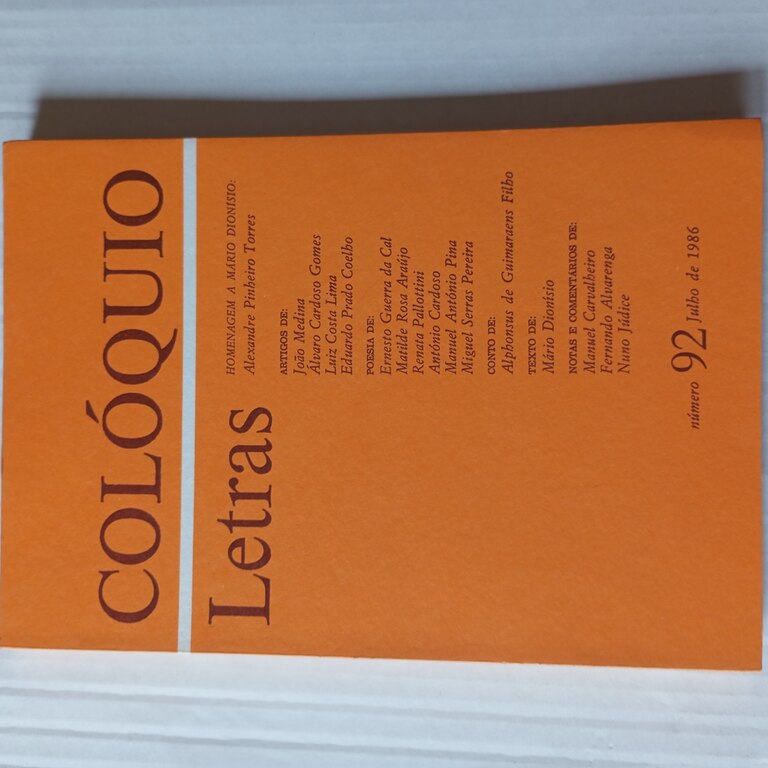 COLÓQUIO
Letras
HOMENAGEM A MÁRIO DIONÍSIO:
Alexandre Pinheiro Torres
ARTIGOS DE:
João Medina
Álvaro Cardoso Gomes
Luiz Costa Lima
Eduardo Prado Coelho
POESIA DE:
Ernesto Guerra da Cal
Matilde Rosa Araújo
Renata Pallottini
António Cardoso
Manuel António Pina
Miguel Serras Pereira
CONTO DE:
Alphonsus de Guimaraens Filho
TEXTO DE:
Mário Dionísio
NOTAS E COMENTÁRIOS DE:
Manuel Carvalheiro
Fernando Alvarenga
Nuno Júdice
número 92 Julho de 1986